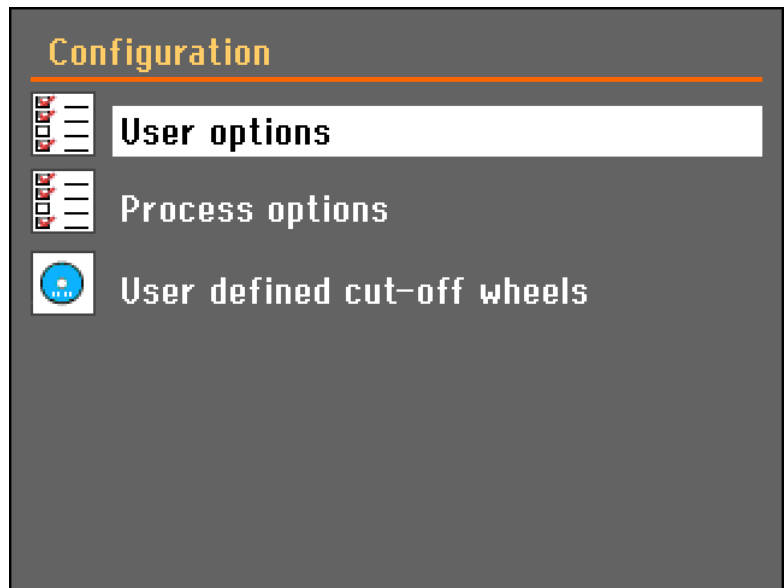 Configuration
User options
Process options
User defined cut-off wheels